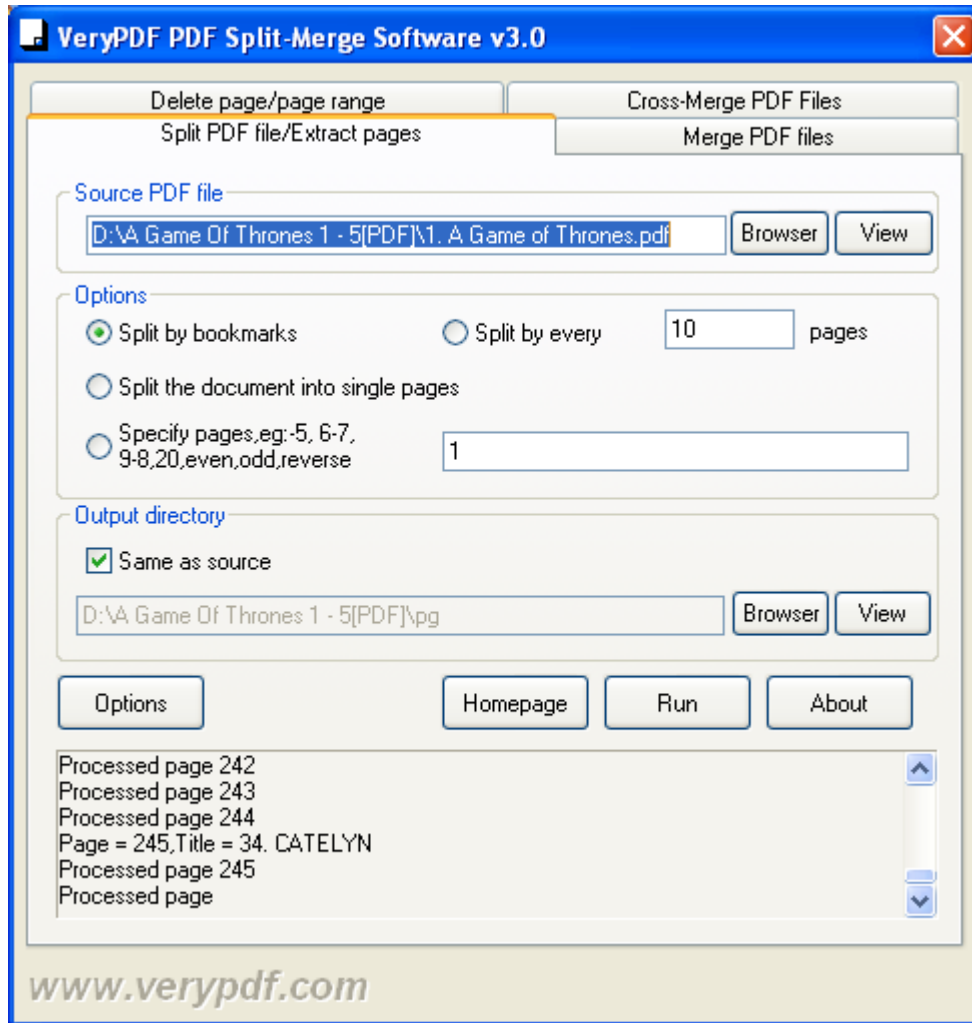 VeryPDF PDF Split-Merge Software v3.0
Delete page/page range
Cross-Merge PDF Files
Split PDF file/Extract pages
Merge PDF files
Source PDF file
D:\A Game Of Thrones 1 - 5[PDF]\1. A Game of Thrones.pdf
Browser
View
Options
Split by bookmarks
Split by every
10
pages
Split the document into single pages
Specify pages,eg:-5, 6-7,
9-8,20,even,odd,reverse
1
Output directory
Same as source
D:\A Game Of Thrones 1 - 5[PDF]\pg
Browser
View
Options
Homepage
Run
About
Processed page 242
Processed page 243
Processed page 244
Page = 245,Title = 34. CATELYN
Processed page 245
Processed page
www.verypdf.com